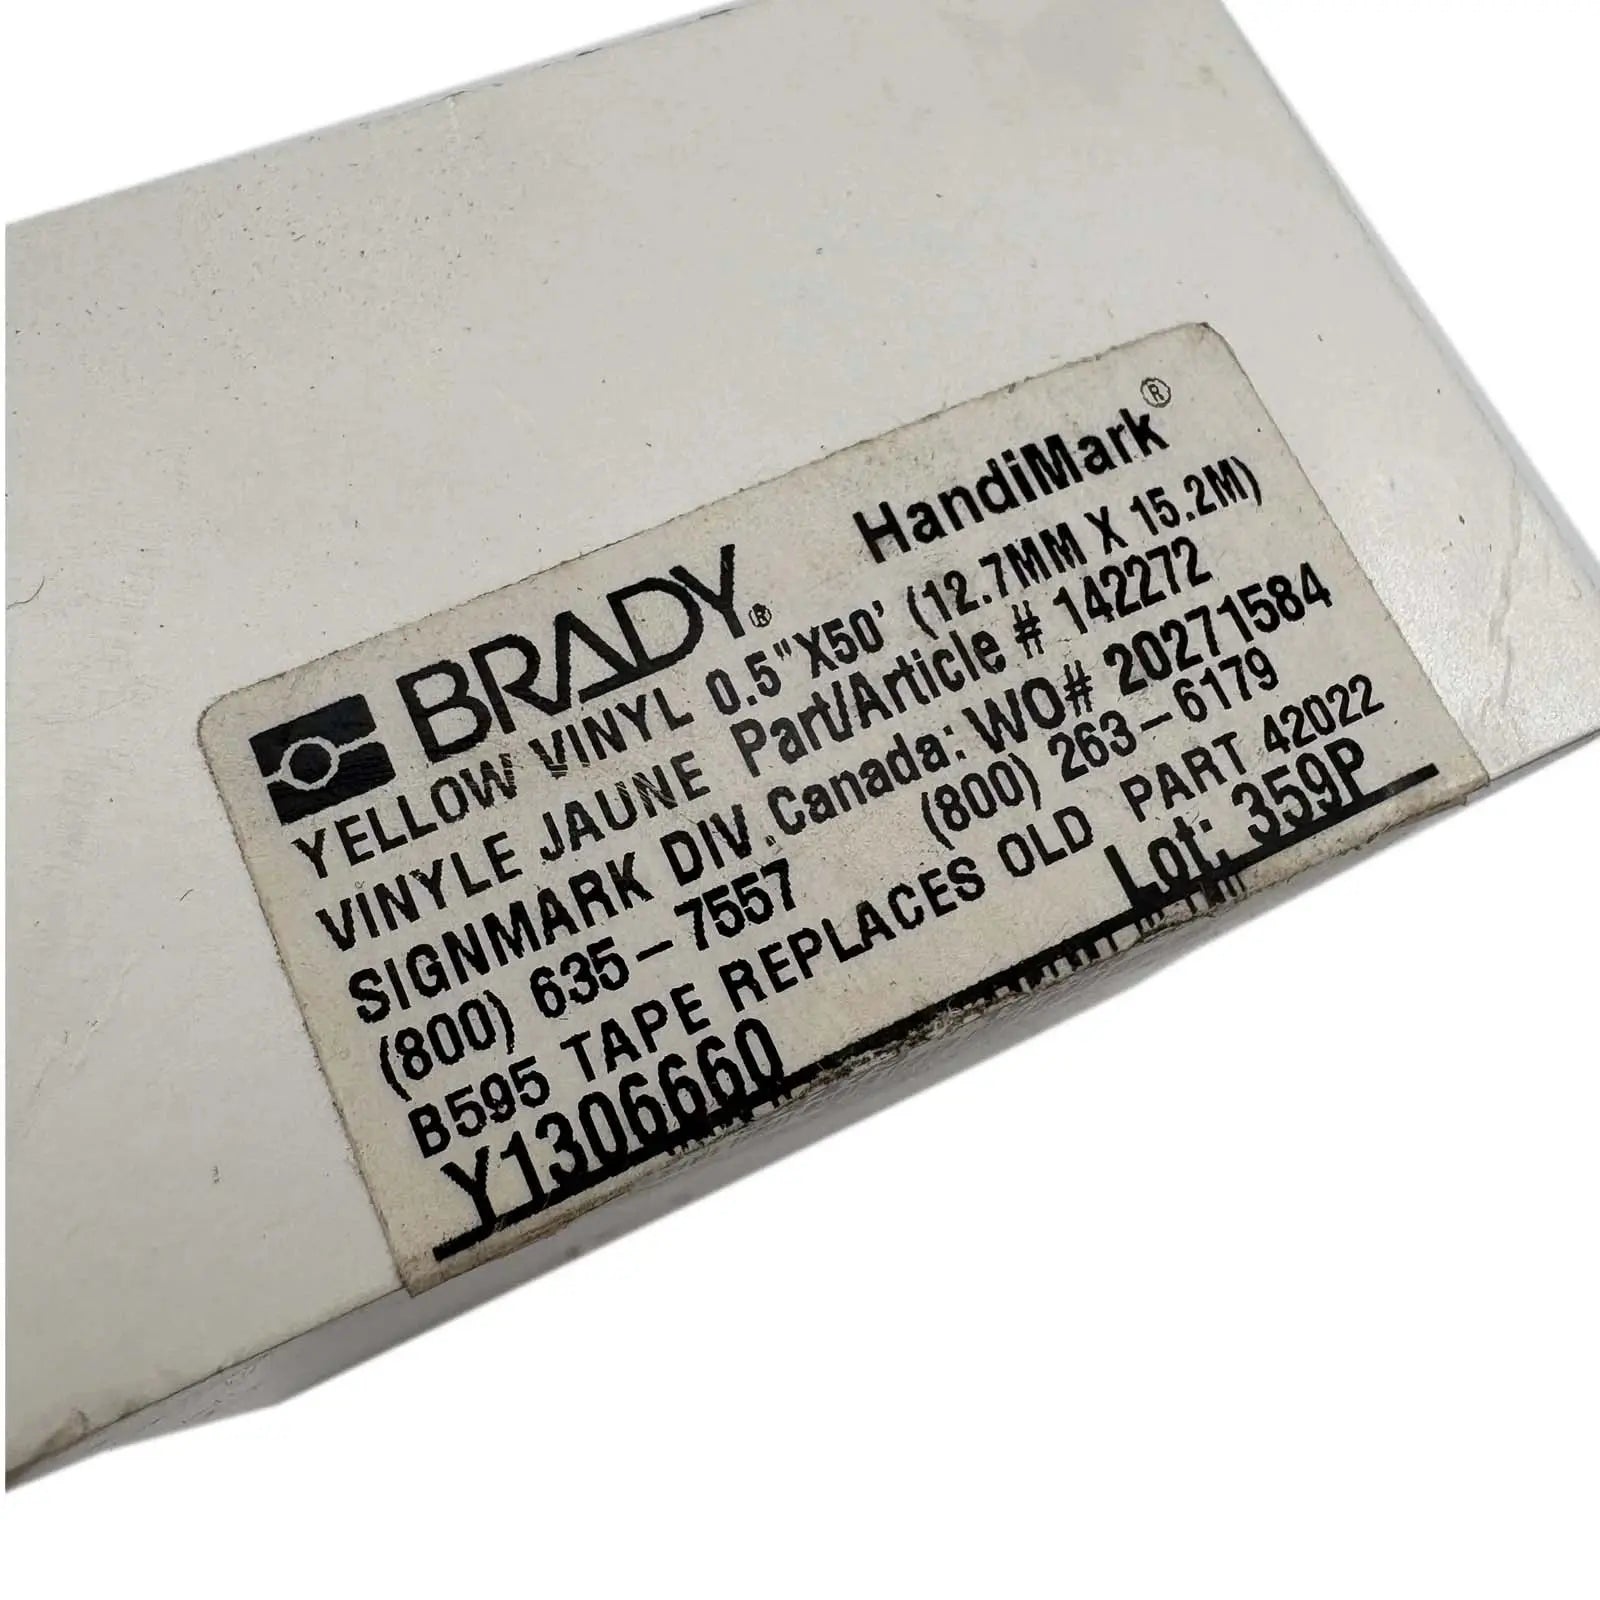 BRADY® HandiMark®
YELLOW VINYL 0.5"X50' (12.7MM X 15.2M)
VINYLE JAUNE Part/Article # 142272
SIGNMARK DIV.Canada: WO# 20271584
(800) 635-7557 (800) 263-6179
B595 TAPE REPLACES OLD PART 42022
Y1306660 Lot: 359P